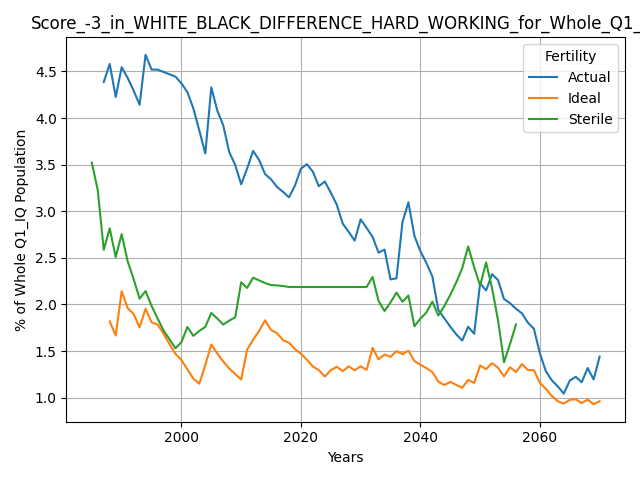 Score_-3_in_WHITE_BLACK_DIFFERENCE_HARD_WORKING_for_Whole_Q1_
Fertility
Actual
Ideal
Sterile
% of Whole Q1_IQ Population
4.5
4.0
3.5
3.0
2.5
2.0
1.5
1.0
2000 2020 2040 2060
Years